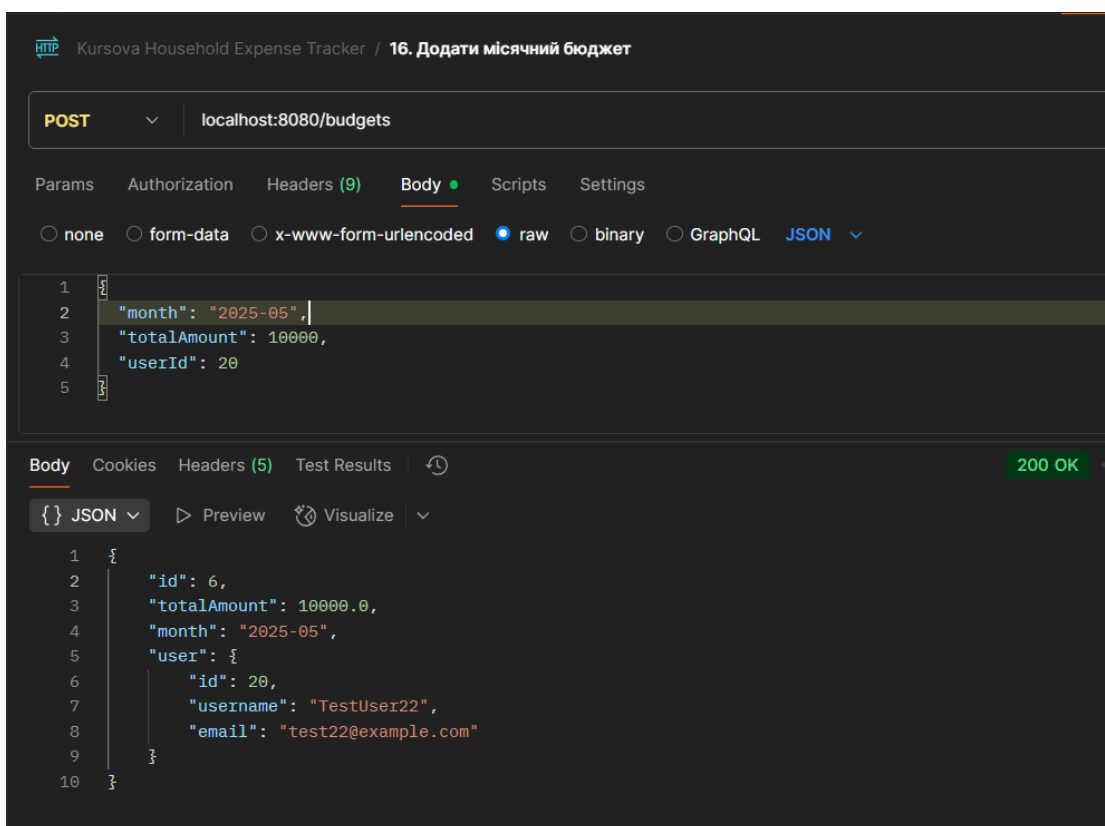 HTTP Kursova Household Expense Tracker / 16. Додати місячний бюджет
POST localhost:8080/budgets
Params Authorization Headers (9) Body Scripts Settings
none form-data x-www-form-urlencoded raw binary GraphQL JSON
1 {
2 "month": "2025-05",
3 "totalAmount": 10000,
4 "userId": 20
5 }
Body Cookies Headers (5) Test Results 200 OK
{} JSON Preview Visualize
1 {
2 "id": 6,
3 "totalAmount": 10000.0,
4 "month": "2025-05",
5 "user": {
6 "id": 20,
7 "username": "TestUser22",
8 "email": "test22@example.com"
9 }
10 }